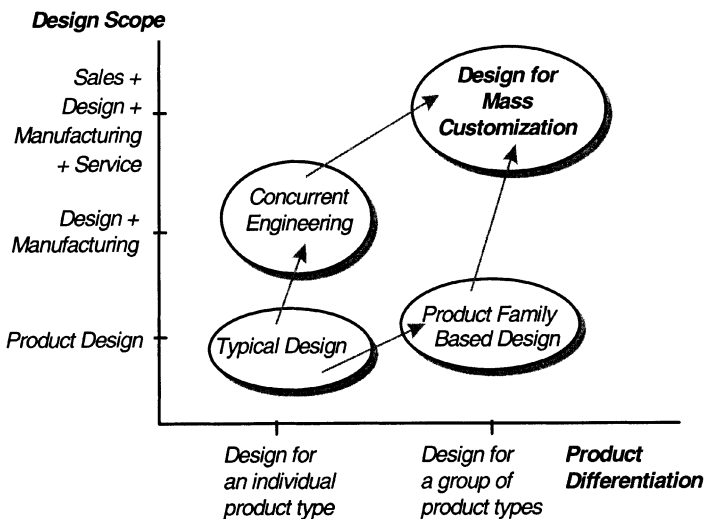 Design Scope
Sales +
Design +
Manufacturing
+ Service
Design +
Manufacturing
Product Design
Design for
Mass
Customization
Concurrent
Engineering
Typical Design
Product Family
Based Design
Design for
an individual
product type
Design for
a group of
product types
Product
Differentiation